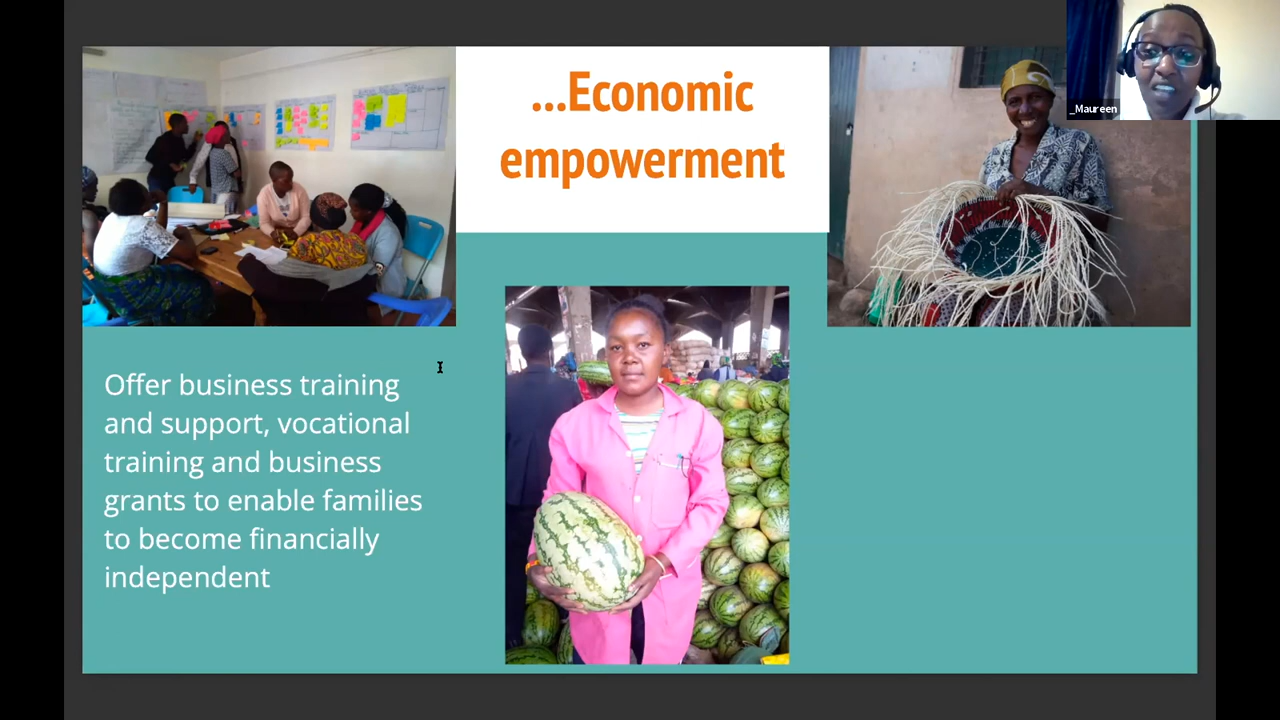 ...Economic
empowerment
_Maureen
Offer business training
and support, vocational
training and business
grants to enable families
to become financially
independent